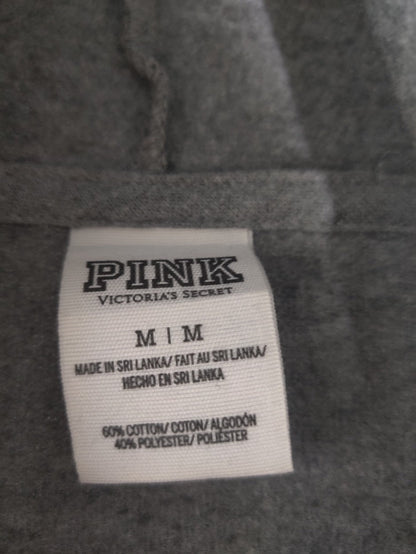 PINK
VICTORIA'S SECRET
M | M
MADE IN SRI LANKA/ FAIT AU SRI LANKA/
HECHO EN SRI LANKA
60% COTTON/ COTON/ ALGODÓN
40% POLYESTER/ POLIÉSTER